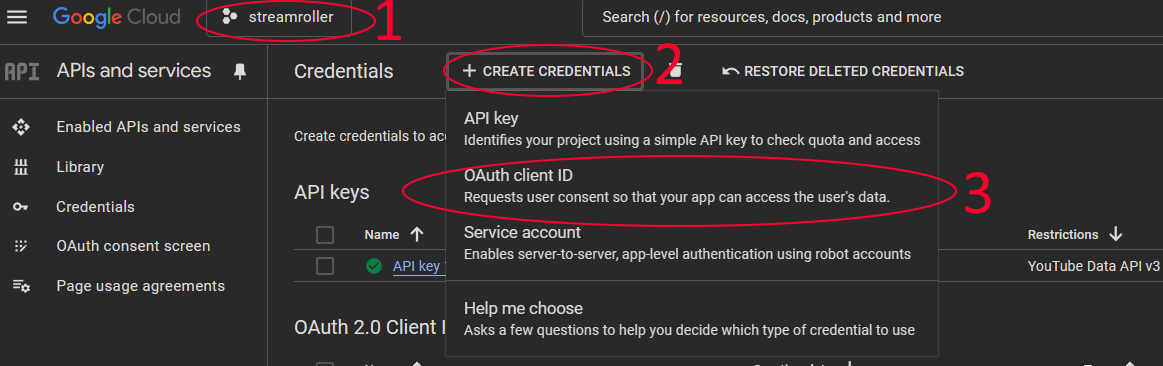 Google Cloud
streamroller
1
Search (/) for resources, docs, products and more
API
APIs and services
Credentials
+ CREATE CREDENTIALS
2
RESTORE DELETED CREDENTIALS
Enabled APIs and services
Library
Credentials
OAuth consent screen
Page usage agreements
Create credentials to
API key
Identifies your project using a simple API key to check quota and access
OAuth client ID
Requests user consent so that your app can access the user's data.
3
Service account
Enables server-to-server, app-level authentication using robot accounts
Help me choose
Asks a few questions to help you decide which type of credential to use
API keys
Name
Restrictions
API key
YouTube Data API v3
OAuth 2.0 Client